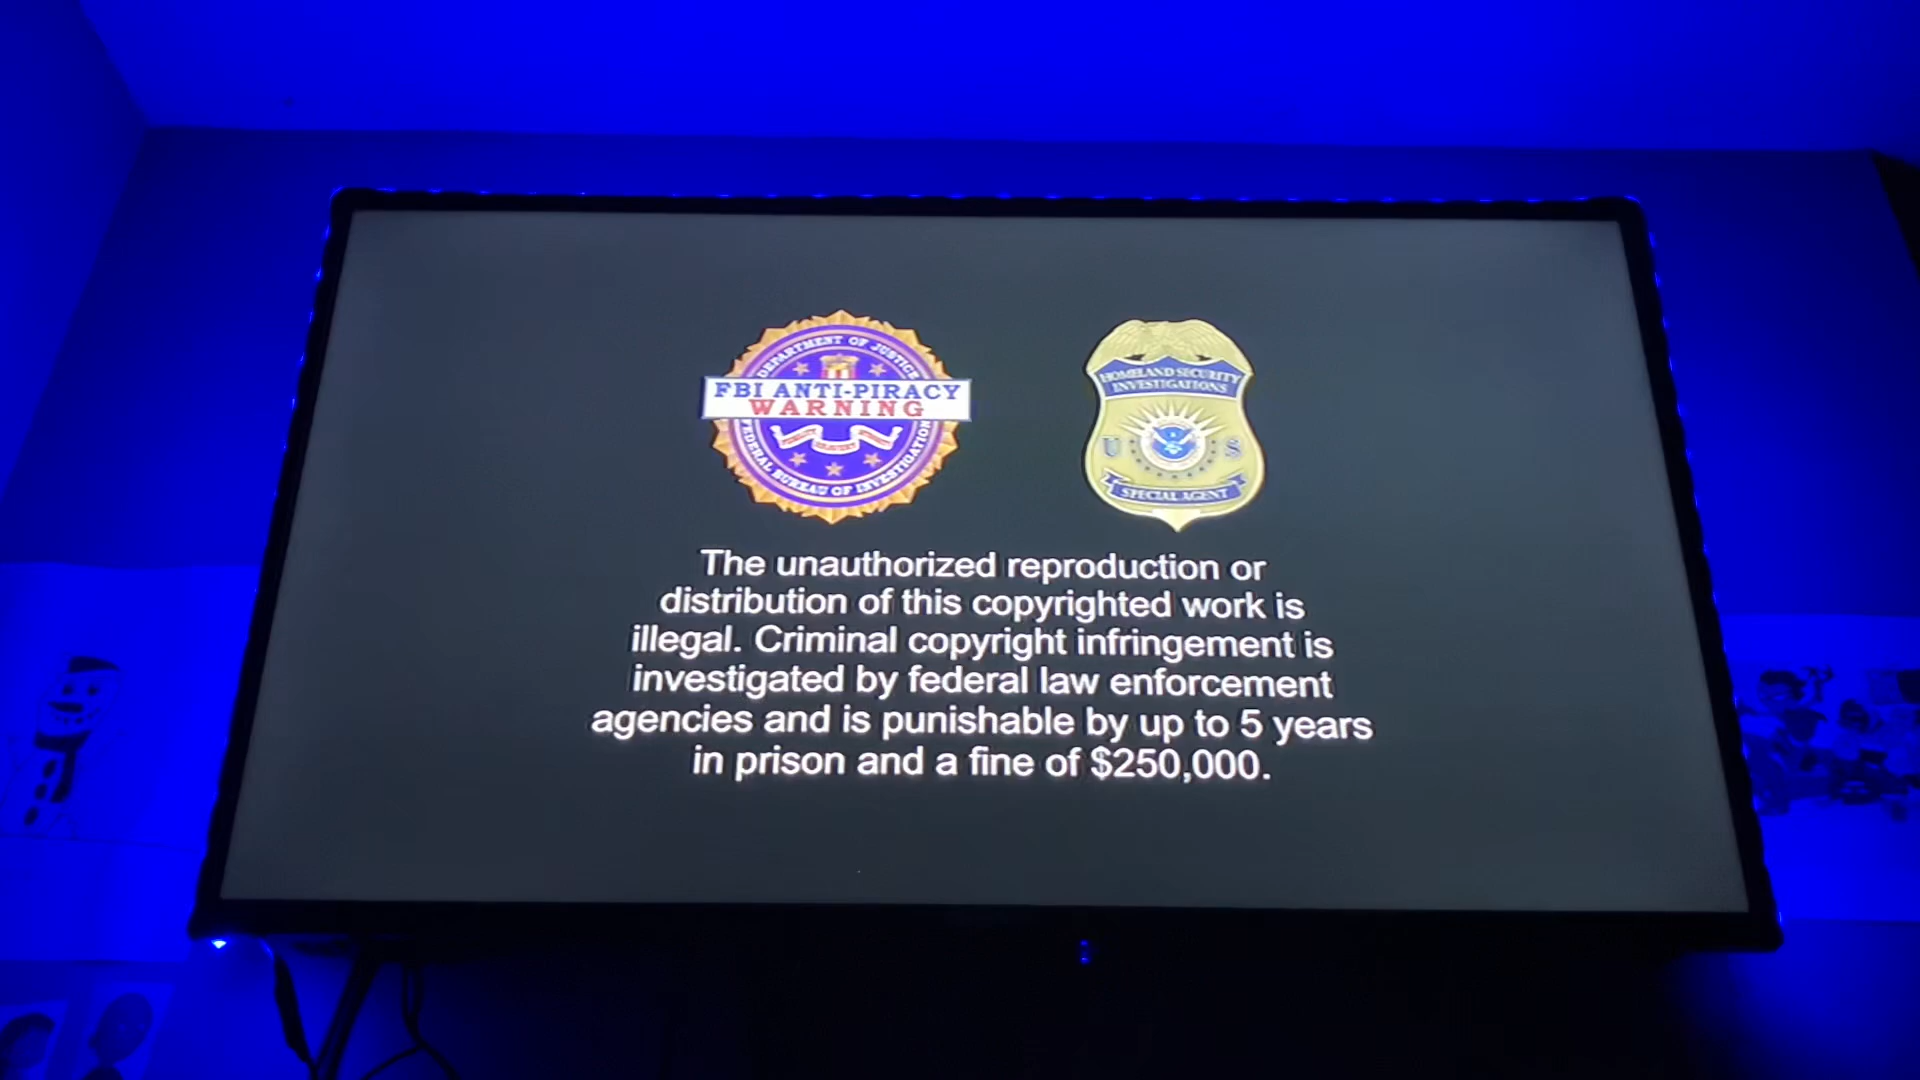 DEPARTMENT OF JUSTICE
FBI ANTI-PIRACY
WARNING
FEDERAL BUREAU OF INVESTIGATION
HOMELAND SECURITY
INVESTIGATIONS
U S
SPECIAL AGENT
The unauthorized reproduction or
distribution of this copyrighted work is
illegal. Criminal copyright infringement is
investigated by federal law enforcement
agencies and is punishable by up to 5 years
in prison and a fine of $250,000.